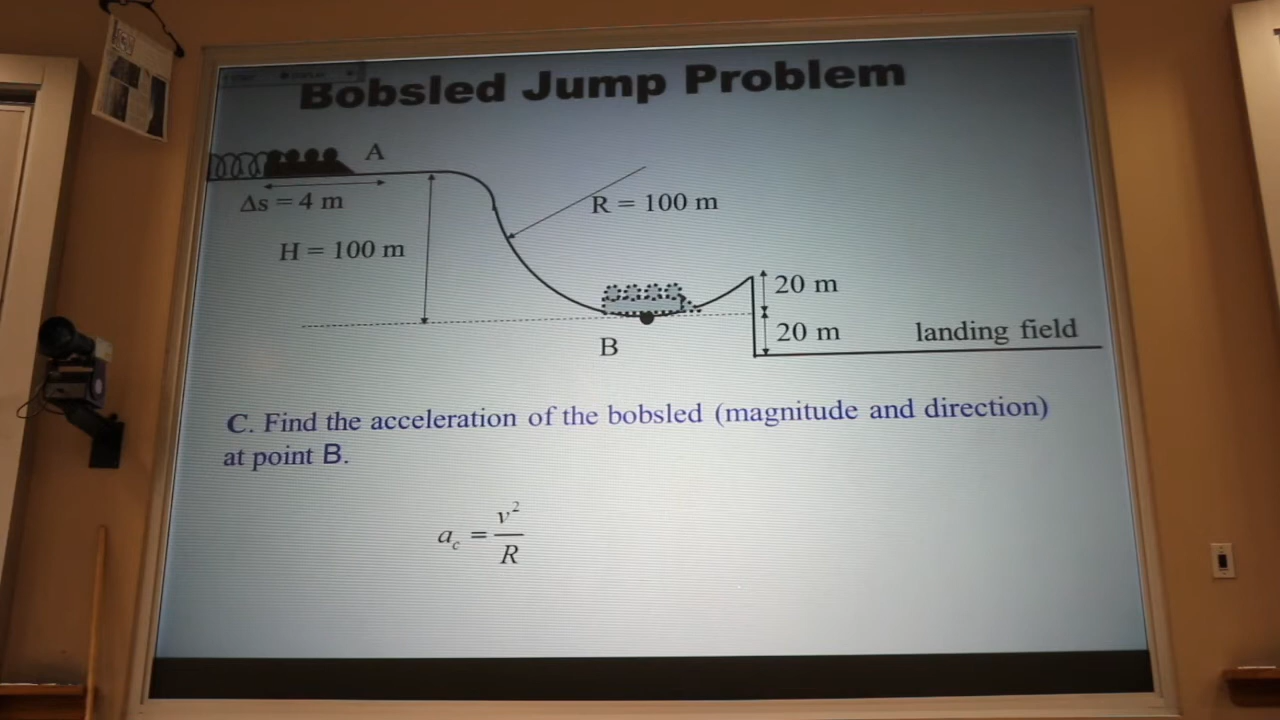 Bobsled Jump Problem
A
Δs = 4 m
R = 100 m
H = 100 m
20 m
20 m
landing field
B
C. Find the acceleration of the bobsled (magnitude and direction)
at point B.
a_c = v²/R